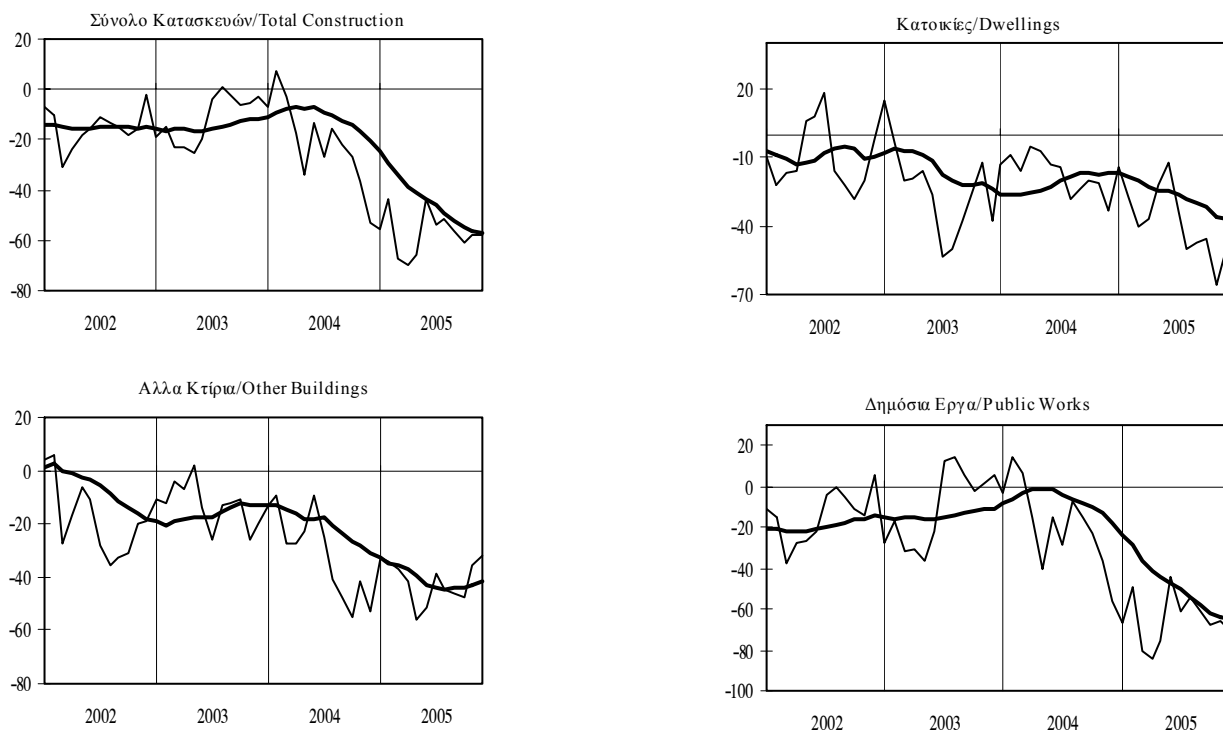 Σύνολο Κατασκευών/Total Construction
20
0
-20
-40
-60
-80
2002 2003 2004 2005
Κατοικίες/Dwellings
20
-10
-40
-70
2002 2003 2004 2005
Αλλα Κτίρια/Other Buildings
20
0
-20
-40
-60
-80
2002 2003 2004 2005
Δημόσια Εργα/Public Works
20
0
-20
-40
-60
-80
-100
2002 2003 2004 2005